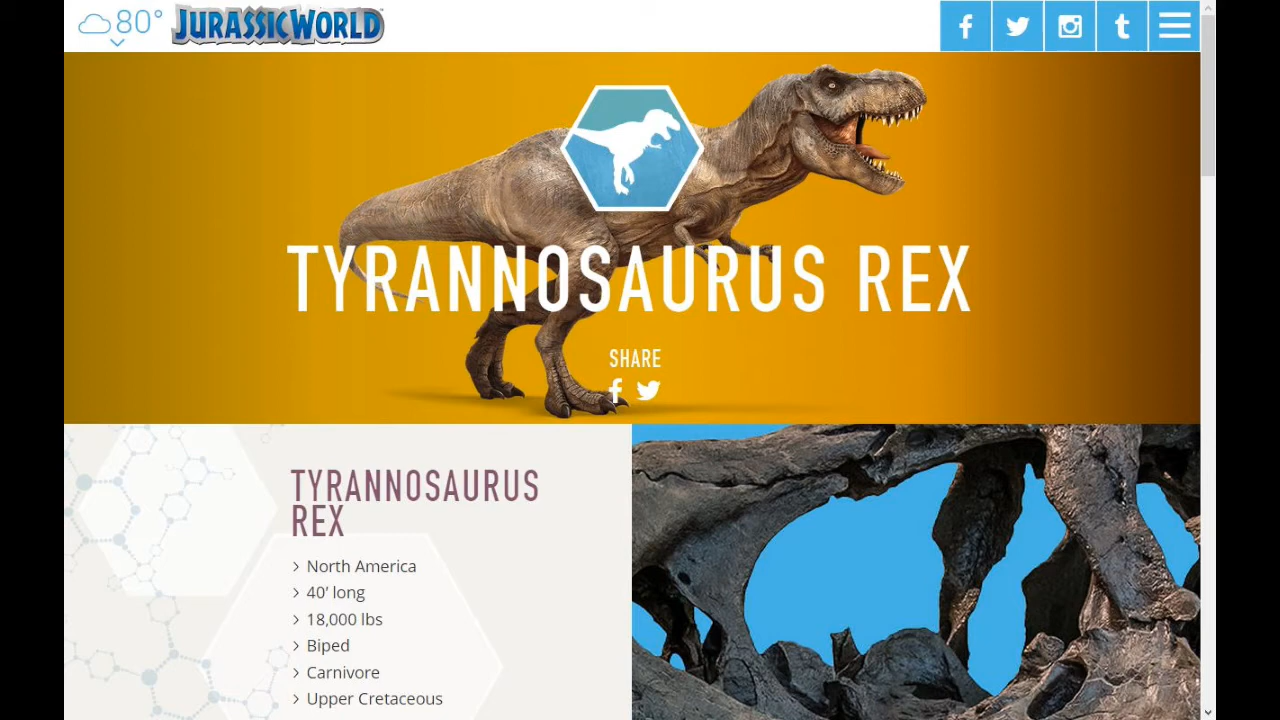 80°
JURASSIC WORLD
TYRANNOSAURUS REX
SHARE
TYRANNOSAURUS
REX
North America
40' long
18,000 lbs
Biped
Carnivore
Upper Cretaceous